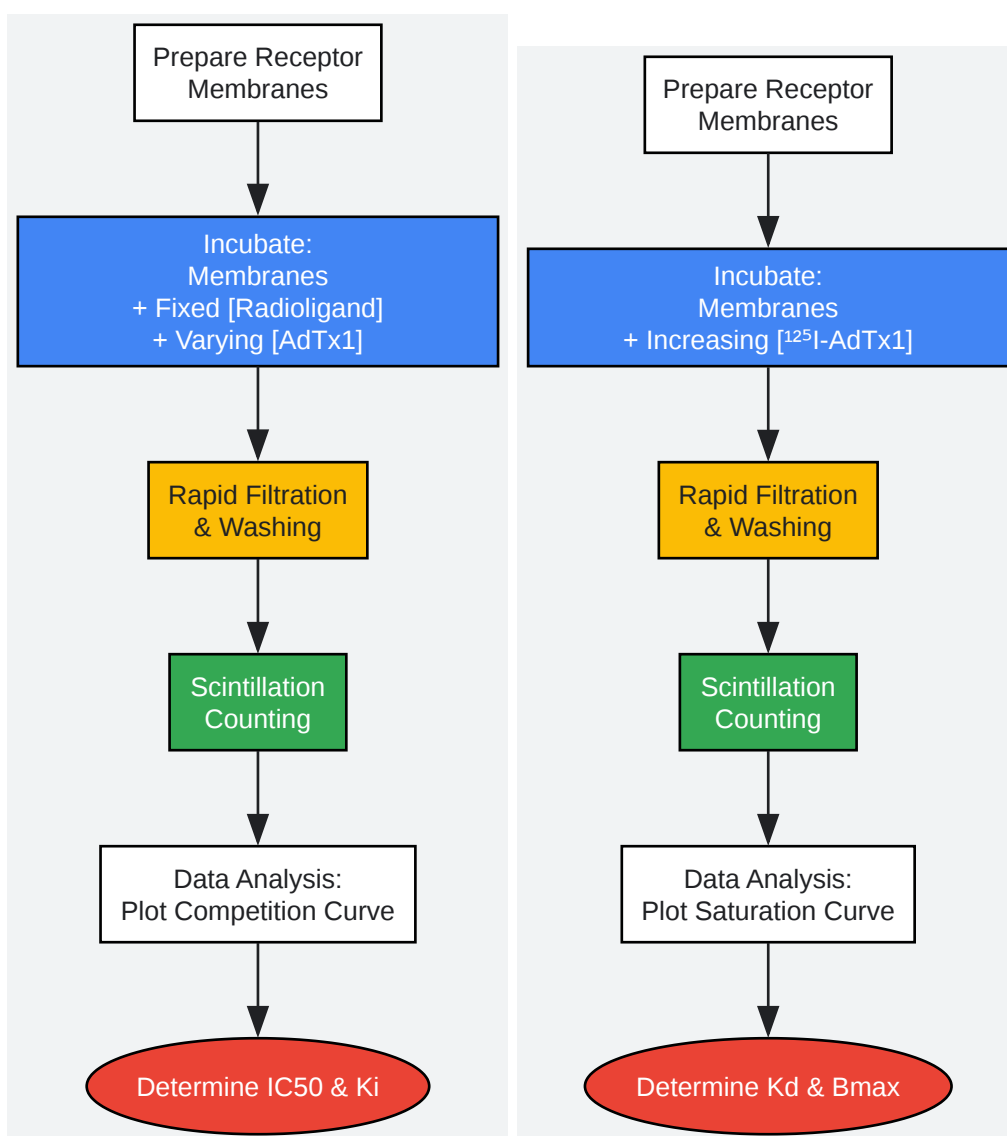 Prepare Receptor
Membranes
Incubate:
Membranes
+ Fixed [Radioligand]
+ Varying [AdTx1]
Rapid Filtration
& Washing
Scintillation
Counting
Data Analysis:
Plot Competition Curve
Determine IC50 & Ki
Prepare Receptor
Membranes
Incubate:
Membranes
+ Increasing [¹²⁵I-AdTx1]
Rapid Filtration
& Washing
Scintillation
Counting
Data Analysis:
Plot Saturation Curve
Determine Kd & Bmax